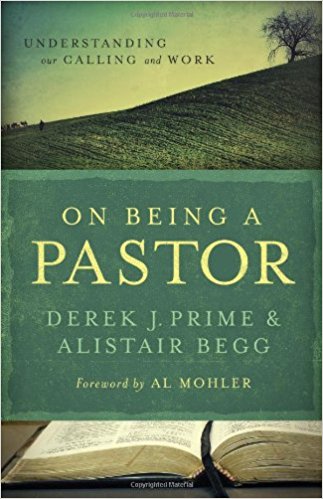 UNDERSTANDING
our CALLING and WORK
ON BEING A
PASTOR
DEREK J. PRIME &
ALISTAIR BEGG
Foreword by AL MOHLER